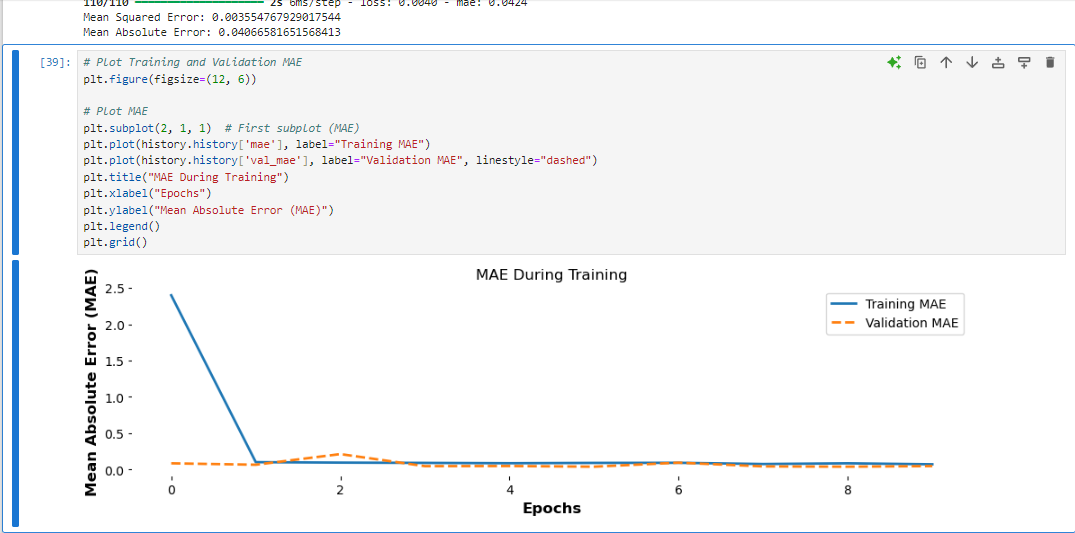 110/110 ━━━━━━━━━━━━━━━━━━━━ 2s 6ms/step - loss: 0.0040 - mae: 0.0424
Mean Squared Error: 0.003554767929017544
Mean Absolute Error: 0.04066581651568413
[39]: # Plot Training and Validation MAE
plt.figure(figsize=(12, 6))
# Plot MAE
plt.subplot(2, 1, 1)  # First subplot (MAE)
plt.plot(history.history['mae'], label="Training MAE")
plt.plot(history.history['val_mae'], label="Validation MAE", linestyle="dashed")
plt.title("MAE During Training")
plt.xlabel("Epochs")
plt.ylabel("Mean Absolute Error (MAE)")
plt.legend()
plt.grid()
MAE During Training
Mean Absolute Error (MAE)
2.5
2.0
1.5
1.0
0.5
0.0
Training MAE
Validation MAE
0 2 4 6 8
Epochs